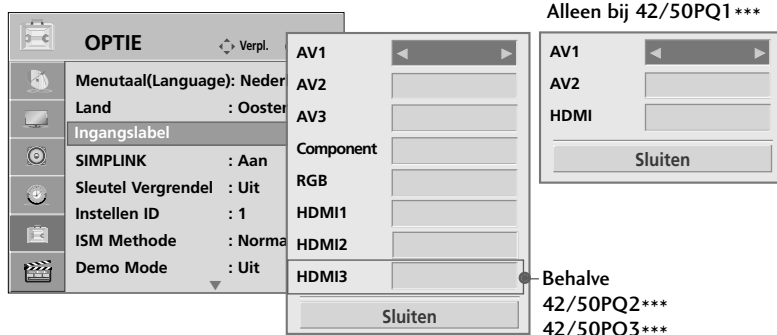 Alleen bij 42/50PQ1***
OPTIE
Verpl.
Menutaal(Language): Neder
Land : Ooster
Ingangslabel
SIMPLINK : Aan
Sleutel Vergrendel : Uit
Instellen ID : 1
ISM Methode : Norma
Demo Mode : Uit
AV1
AV2
AV3
Component
RGB
HDMI1
HDMI2
HDMI3
Sluiten
AV1
AV2
HDMI
Sluiten
Behalve
42/50PQ2***
42/50PQ3***